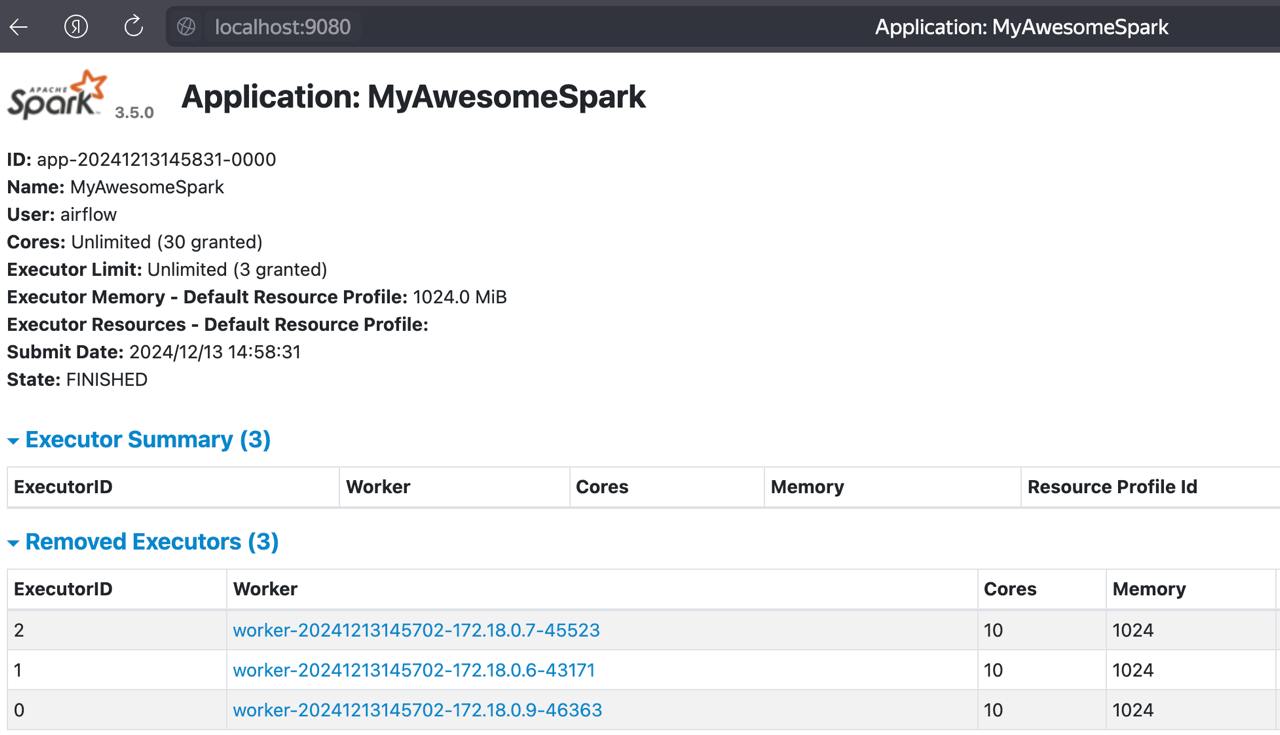 localhost:9080 Application: MyAwesomeSpark
APACHE
Spark 3.5.0 Application: MyAwesomeSpark
ID: app-20241213145831-0000
Name: MyAwesomeSpark
User: airflow
Cores: Unlimited (30 granted)
Executor Limit: Unlimited (3 granted)
Executor Memory - Default Resource Profile: 1024.0 MiB
Executor Resources - Default Resource Profile:
Submit Date: 2024/12/13 14:58:31
State: FINISHED
Executor Summary (3)
ExecutorID Worker Cores Memory Resource Profile Id
Removed Executors (3)
ExecutorID Worker Cores Memory
2 worker-20241213145702-172.18.0.7-45523 10 1024
1 worker-20241213145702-172.18.0.6-43171 10 1024
0 worker-20241213145702-172.18.0.9-46363 10 1024